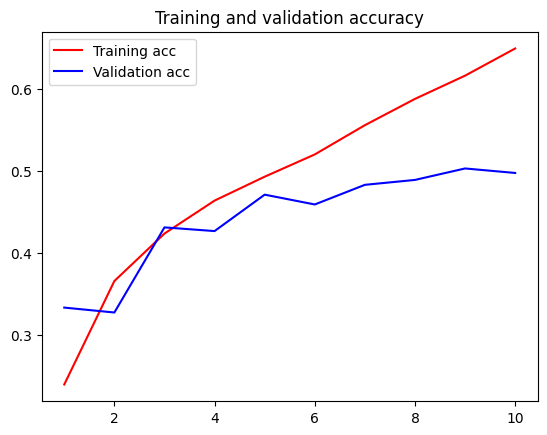 Training and validation accuracy
Training acc
Validation acc
0.6
0.5
0.4
0.3
2 4 6 8 10